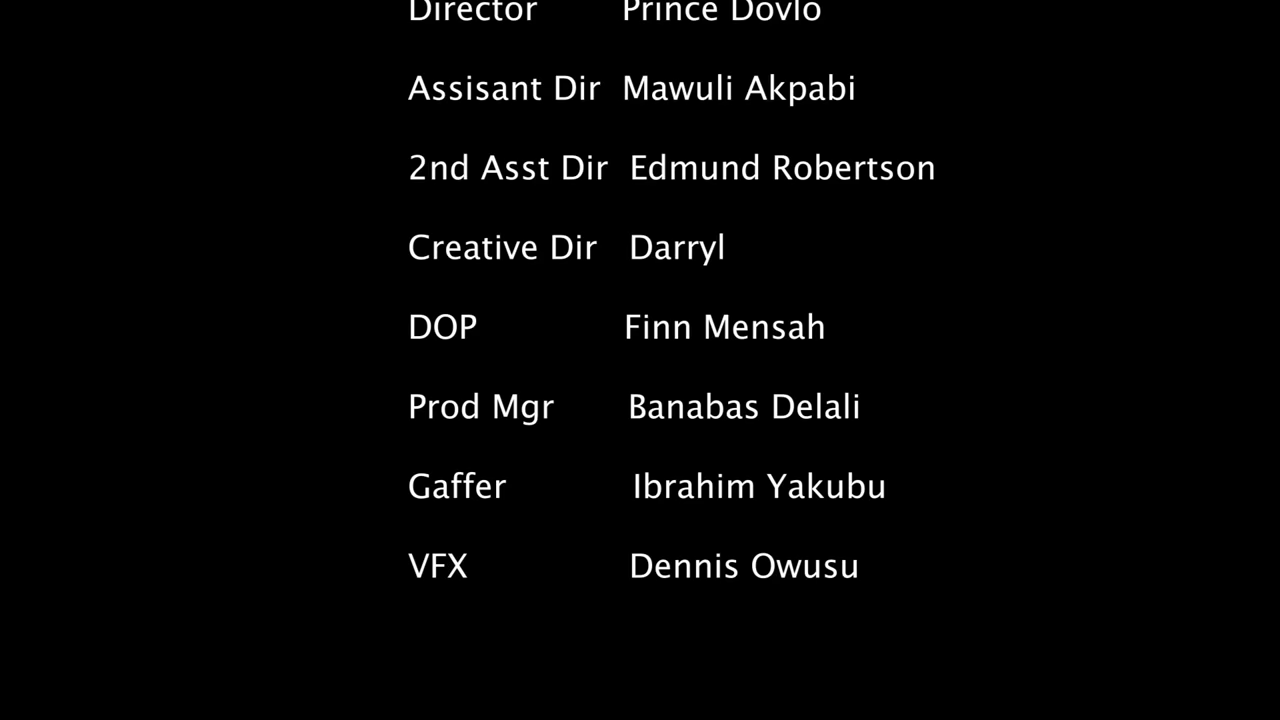 Director Prince Dovlo
Assisant Dir Mawuli Akpabi
2nd Asst Dir Edmund Robertson
Creative Dir Darryl
DOP Finn Mensah
Prod Mgr Banabas Delali
Gaffer Ibrahim Yakubu
VFX Dennis Owusu